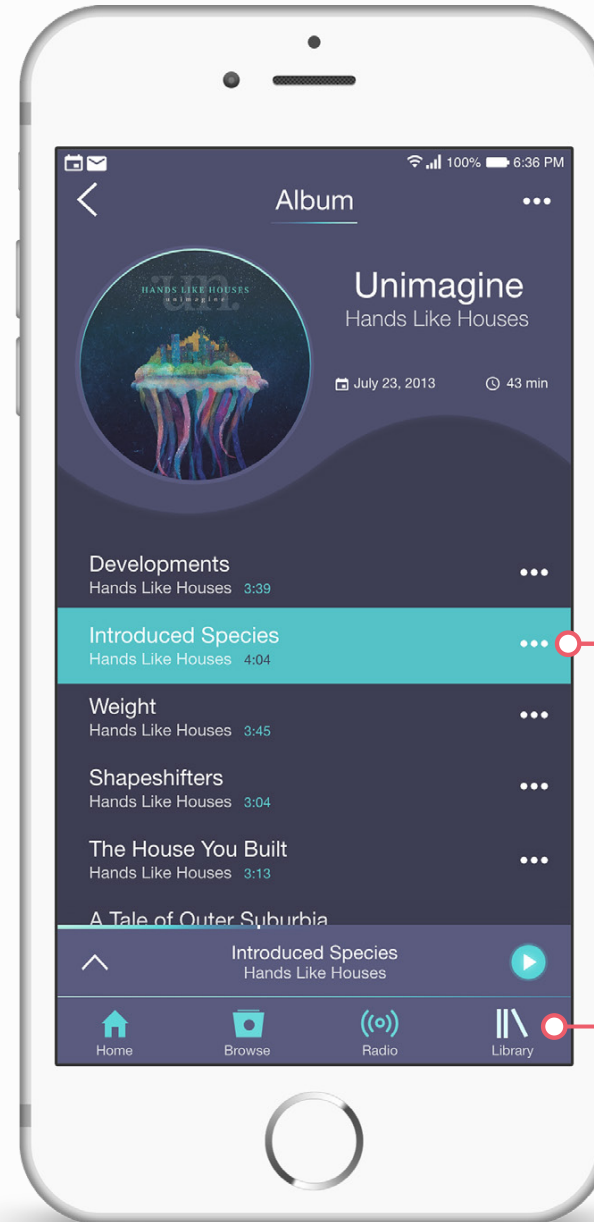 100% 6:36 PM
Album
un.
HANDS LIKE HOUSES
unimagine
Unimagine
Hands Like Houses
July 23, 2013 43 min
Developments
Hands Like Houses 3:39
Introduced Species
Hands Like Houses 4:04
Weight
Hands Like Houses 3:45
Shapeshifters
Hands Like Houses 3:04
The House You Built
Hands Like Houses 3:13
A Tale of Outer Suburbia
Introduced Species
Hands Like Houses
Home Browse Radio Library